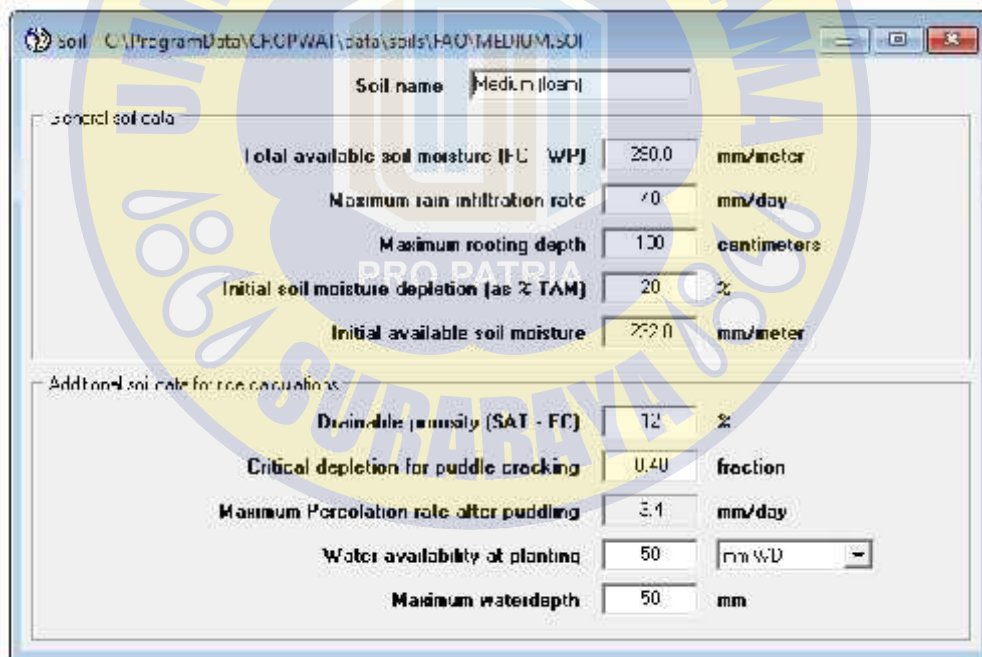 Soil - C:\ProgramData\CROPWAT\data\soils\FAO\MEDIUM.SOI
Soil name Medium (loam)
General soil data
Total available soil moisture (FC - WP) 290.0 mm/meter
Maximum rain infiltration rate 40 mm/day
Maximum rooting depth centimeters
PRO PATRIA
Initial soil moisture depletion (as % TAM) 20 %
Initial available soil moisture 232.0 mm/meter
Additional soil data for rice calculations
SURABAYA
Drainable porosity (SAT - FC) 12 %
Critical depletion for puddle cracking 0.40 fraction
Maximum Percolation rate after puddling mm/day
Water availability at planting 50 mm WD
Maximum waterdepth 50 mm